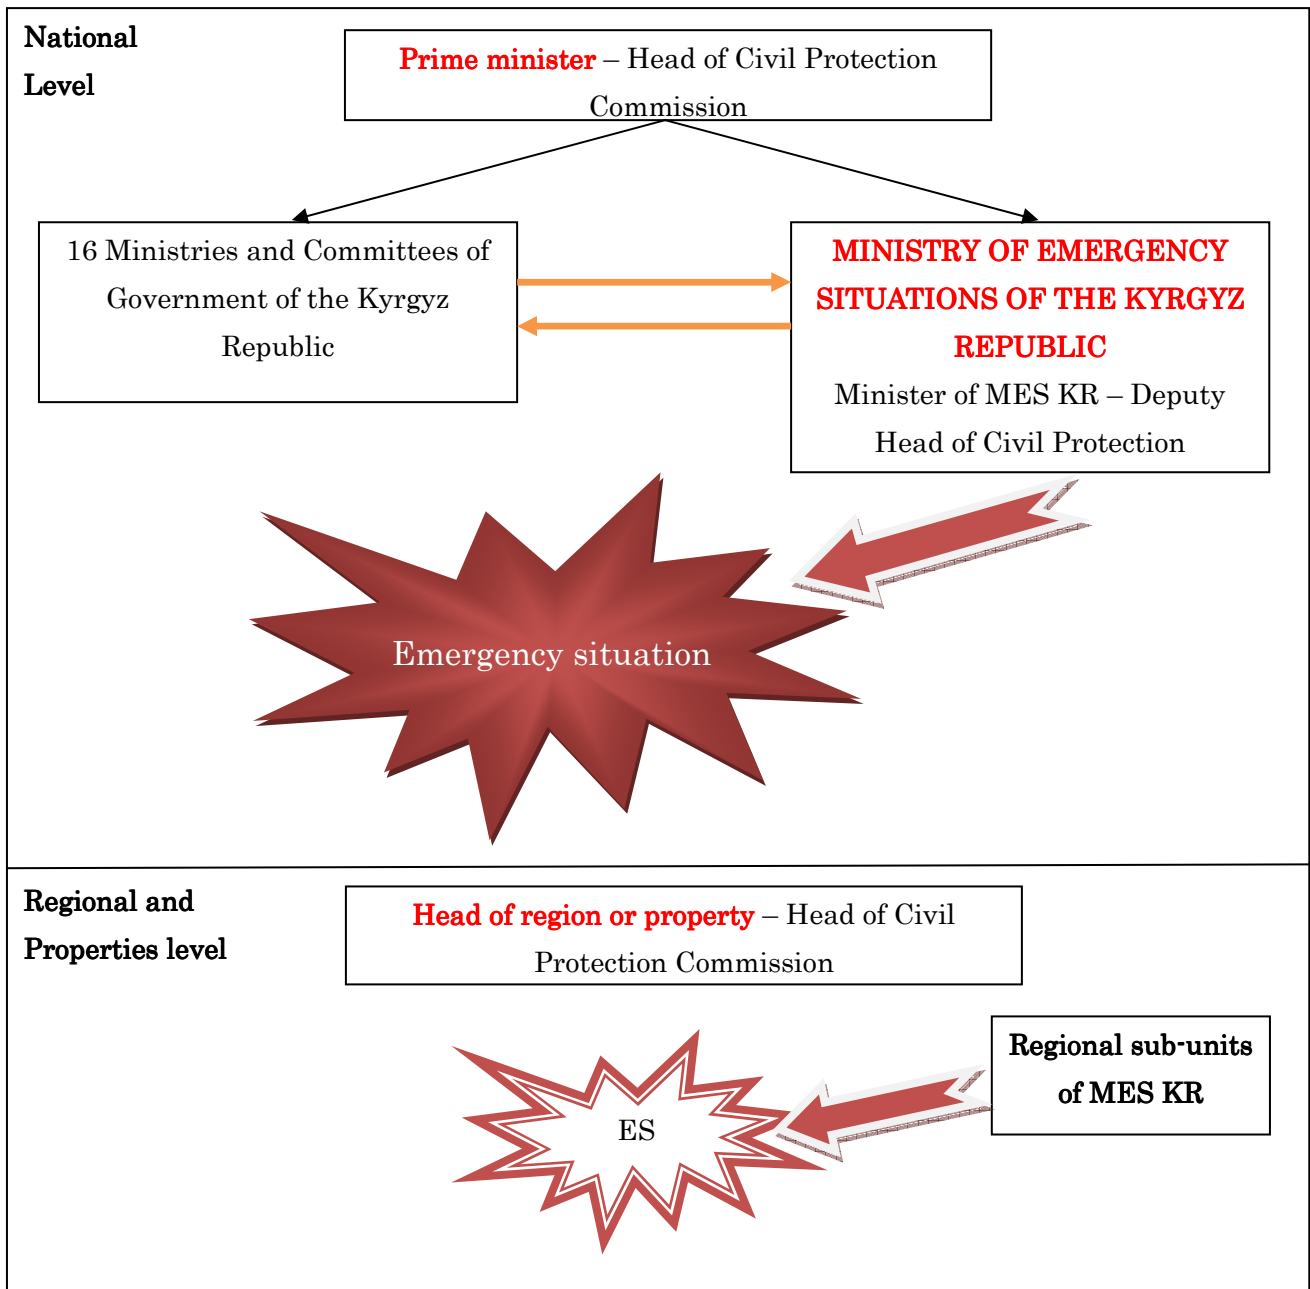 National
Level
Prime minister – Head of Civil Protection
Commission
16 Ministries and Committees of
Government of the Kyrgyz
Republic
MINISTRY OF EMERGENCY
SITUATIONS OF THE KYRGYZ
REPUBLIC
Minister of MES KR – Deputy
Head of Civil Protection
Emergency situation
Regional and
Properties level
Head of region or property – Head of Civil
Protection Commission
Regional sub-units
of MES KR
ES